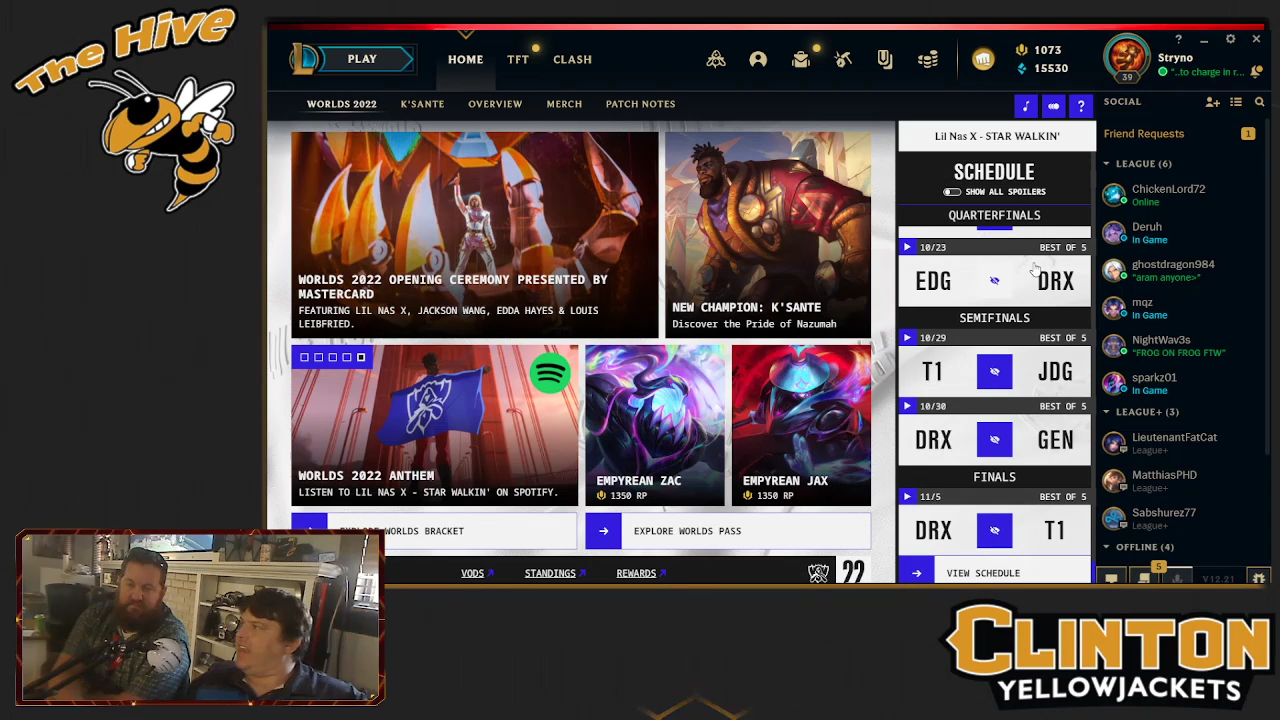 The Hive
PLAY
HOME
TFT
CLASH
1073
15530
39
Stryno
"..to charge in r...
WORLDS 2022
K'SANTE
OVERVIEW
MERCH
PATCH NOTES
?
SOCIAL
Lil Nas X - STAR WALKIN'
SCHEDULE
SHOW ALL SPOILERS
QUARTERFINALS
10/23 BEST OF 5
EDG DRX
SEMIFINALS
10/29 BEST OF 5
T1 JDG
10/30 BEST OF 5
DRX GEN
FINALS
11/5 BEST OF 5
DRX T1
VIEW SCHEDULE
WORLDS 2022 OPENING CEREMONY PRESENTED BY
MASTERCARD
FEATURING LIL NAS X, JACKSON WANG, EDDA HAYES & LOUIS
LEIBFRIED.
NEW CHAMPION: K'SANTE
Discover the Pride of Nazumah
WORLDS 2022 ANTHEM
LISTEN TO LIL NAS X - STAR WALKIN' ON SPOTIFY.
EMPYREAN ZAC
1350 RP
EMPYREAN JAX
1350 RP
EXPLORE WORLDS BRACKET
EXPLORE WORLDS PASS
VODS
STANDINGS
REWARDS
22
Friend Requests 1
LEAGUE (6)
ChickenLord72
Online
Deruh
In Game
ghostdragon984
"aram anyone>"
mqz
In Game
NightWav3s
"FROG ON FROG FTW"
sparkz01
In Game
LEAGUE+ (3)
LieutenantFatCat
League+
MatthiasPHD
League+
Sabshurez77
League+
OFFLINE (4)
5
V12.21
CLINTON
YELLOWJACKETS